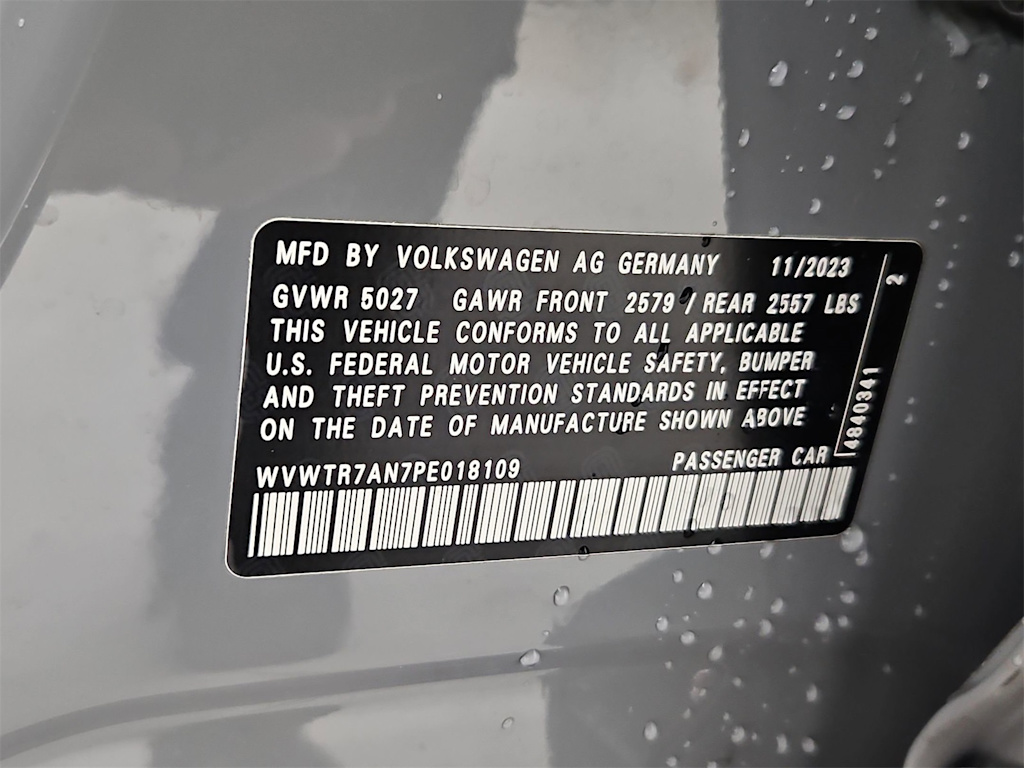 MFD BY VOLKSWAGEN AG GERMANY 11/2023
GVWR 5027 GAWR FRONT 2579 / REAR 2557 LBS
THIS VEHICLE CONFORMS TO ALL APPLICABLE
U.S. FEDERAL MOTOR VEHICLE SAFETY, BUMPER
AND THEFT PREVENTION STANDARDS IN EFFECT
ON THE DATE OF MANUFACTURE SHOWN ABOVE
WVWTR7AN7PE018109 PASSENGER CAR
4840341 2